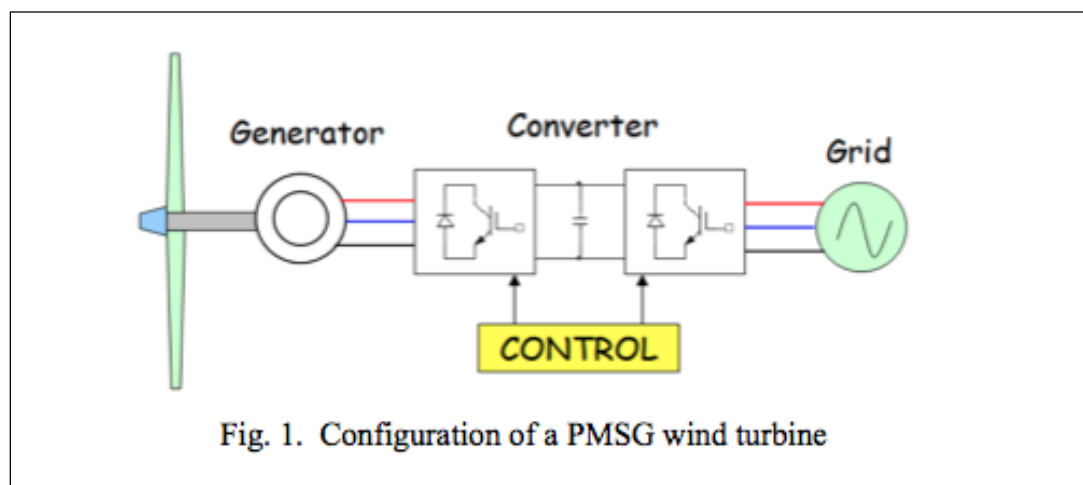 Generator
Converter
Grid
CONTROL
Fig. 1. Configuration of a PMSG wind turbine